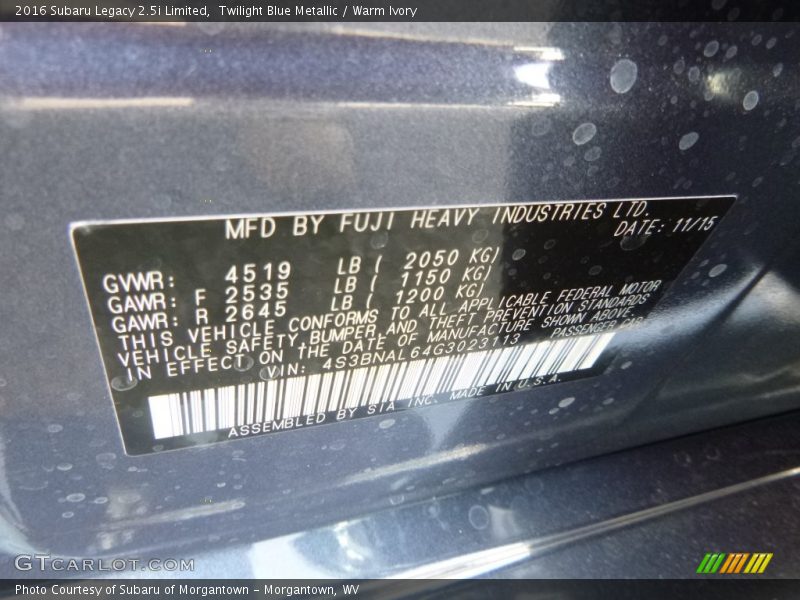 2016 Subaru Legacy 2.5i Limited,  Twilight Blue Metallic / Warm Ivory
MFD BY FUJI HEAVY INDUSTRIES LTD.
DATE: 11/15
GVWR: 4519 LB ( 2050 KG)
GAWR: F 2535 LB ( 1150 KG)
GAWR: R 2645 LB ( 1200 KG)
THIS VEHICLE CONFORMS TO ALL APPLICABLE FEDERAL MOTOR
VEHICLE SAFETY, BUMPER, AND THEFT PREVENTION STANDARDS
IN EFFECT ON THE DATE OF MANUFACTURE SHOWN ABOVE.
VIN: 4S3BNAL64G3023113 PASSENGER CAR
ASSEMBLED BY SIA INC. MADE IN U.S.A.
GTCARLOT.COM
Photo Courtesy of Subaru of Morgantown - Morgantown, WV